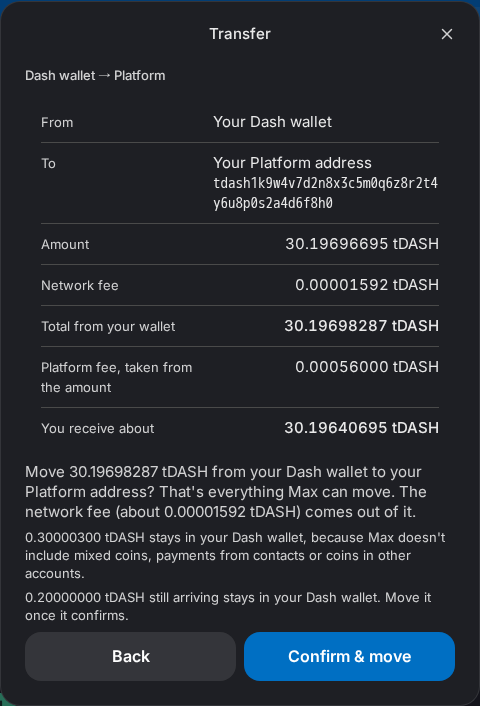 Transfer
Dash wallet → Platform
From
Your Dash wallet
To
Your Platform address
tdash1k9w4v7d2n8x3c5m0q6z8r2t4
y6u8p0s2a4d6f8h0
Amount
30.19696695 tDASH
Network fee
0.00001592 tDASH
Total from your wallet
30.19698287 tDASH
Platform fee, taken from
the amount
0.00056000 tDASH
You receive about
30.19640695 tDASH
Move 30.19698287 tDASH from your Dash wallet to your
Platform address? That's everything Max can move. The
network fee (about 0.00001592 tDASH) comes out of it.
0.30000300 tDASH stays in your Dash wallet, because Max doesn't
include mixed coins, payments from contacts or coins in other
accounts.
0.20000000 tDASH still arriving stays in your Dash wallet. Move it
once it confirms.
Back
Confirm & move